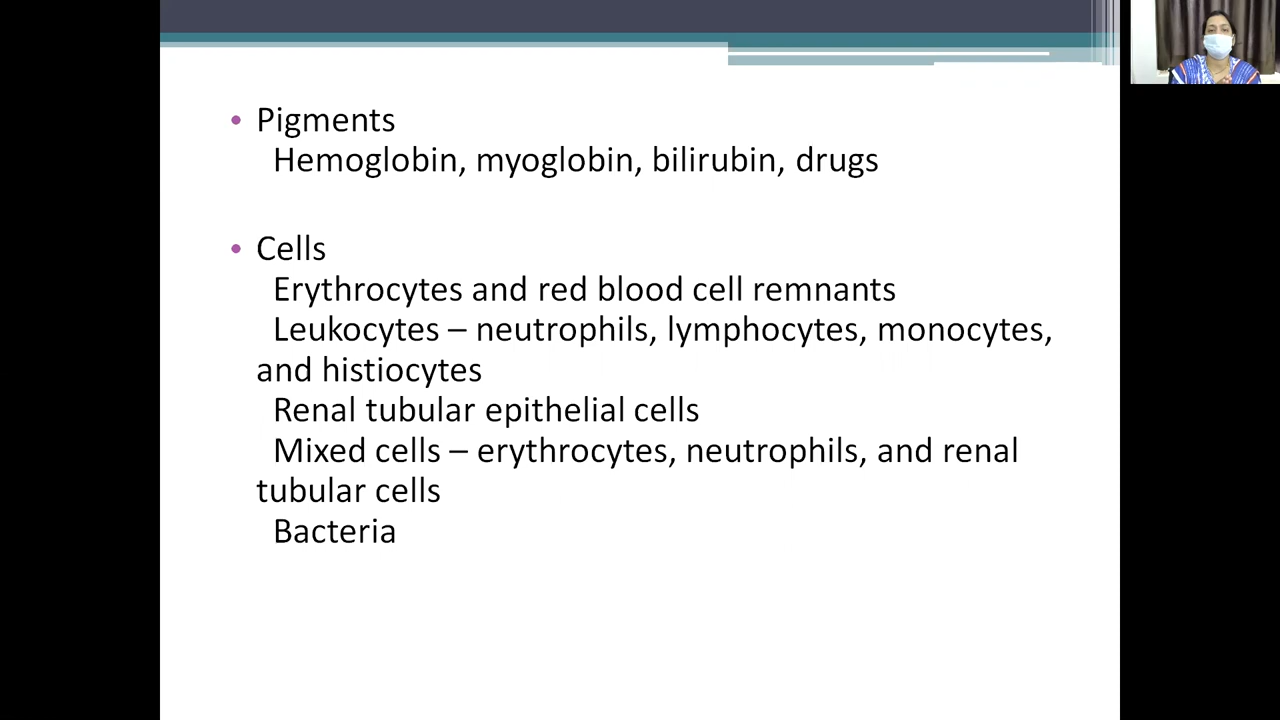 • Pigments
Hemoglobin, myoglobin, bilirubin, drugs
• Cells
Erythrocytes and red blood cell remnants
Leukocytes – neutrophils, lymphocytes, monocytes,
and histiocytes
Renal tubular epithelial cells
Mixed cells – erythrocytes, neutrophils, and renal
tubular cells
Bacteria